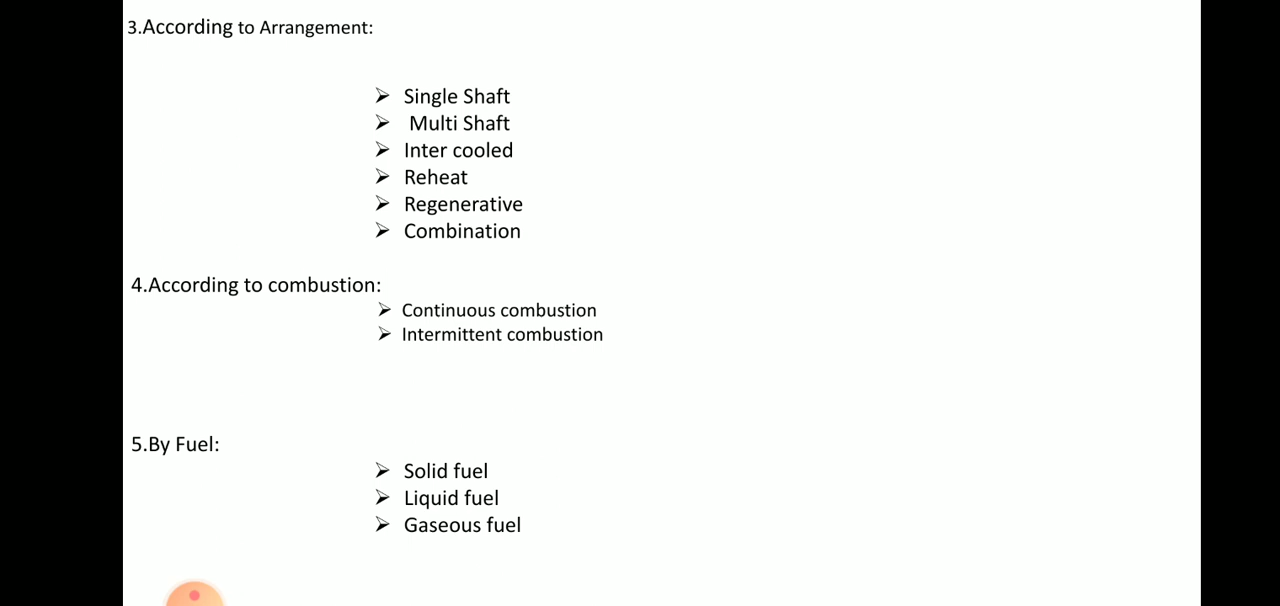 3.According to Arrangement:
➢ Single Shaft
➢ Multi Shaft
➢ Inter cooled
➢ Reheat
➢ Regenerative
➢ Combination
4.According to combustion:
➢ Continuous combustion
➢ Intermittent combustion
5.By Fuel:
➢ Solid fuel
➢ Liquid fuel
➢ Gaseous fuel